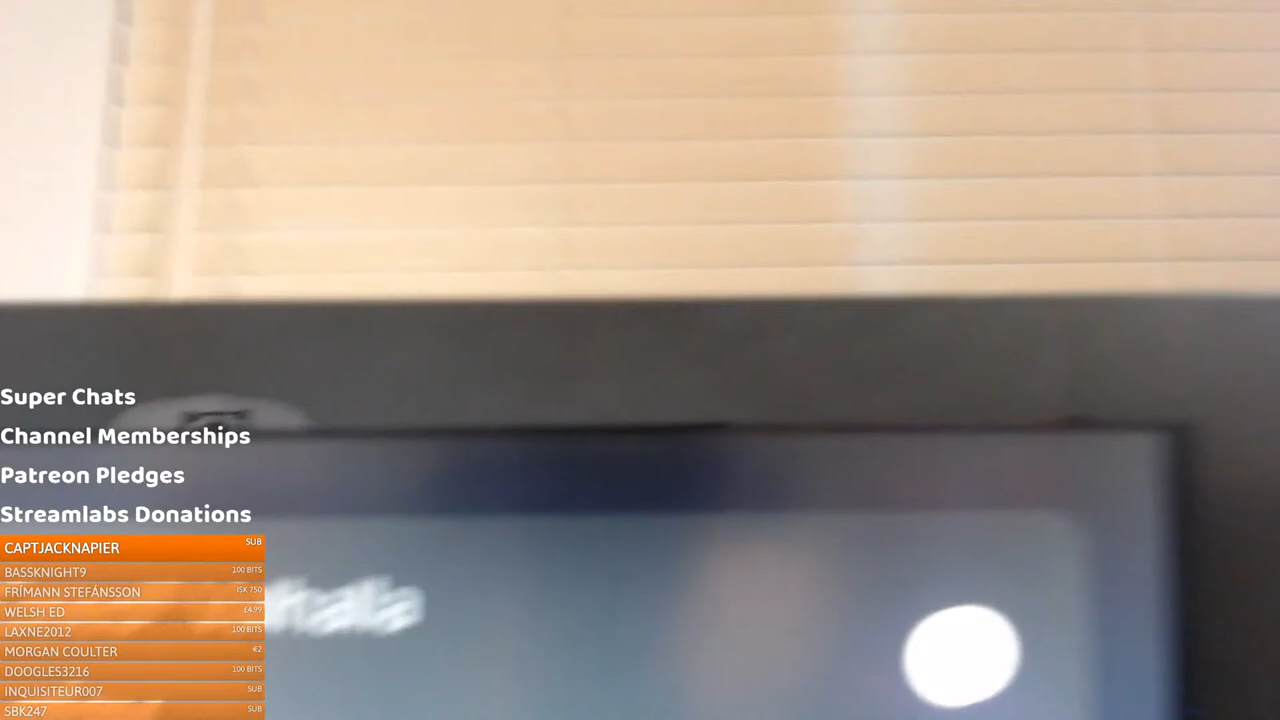 Super Chats
Channel Memberships
Patreon Pledges
Streamlabs Donations
CAPTJACKNAPIER SUB
BASSKNIGHT9 100 BITS
FRÍMANN STEFÁNSSON ISK 750
WELSH ED £4.99
LAXNE2012 100 BITS
MORGAN COULTER €2
DOOGLES3216 100 BITS
INQUISITEUR007 SUB
SBK247 SUB